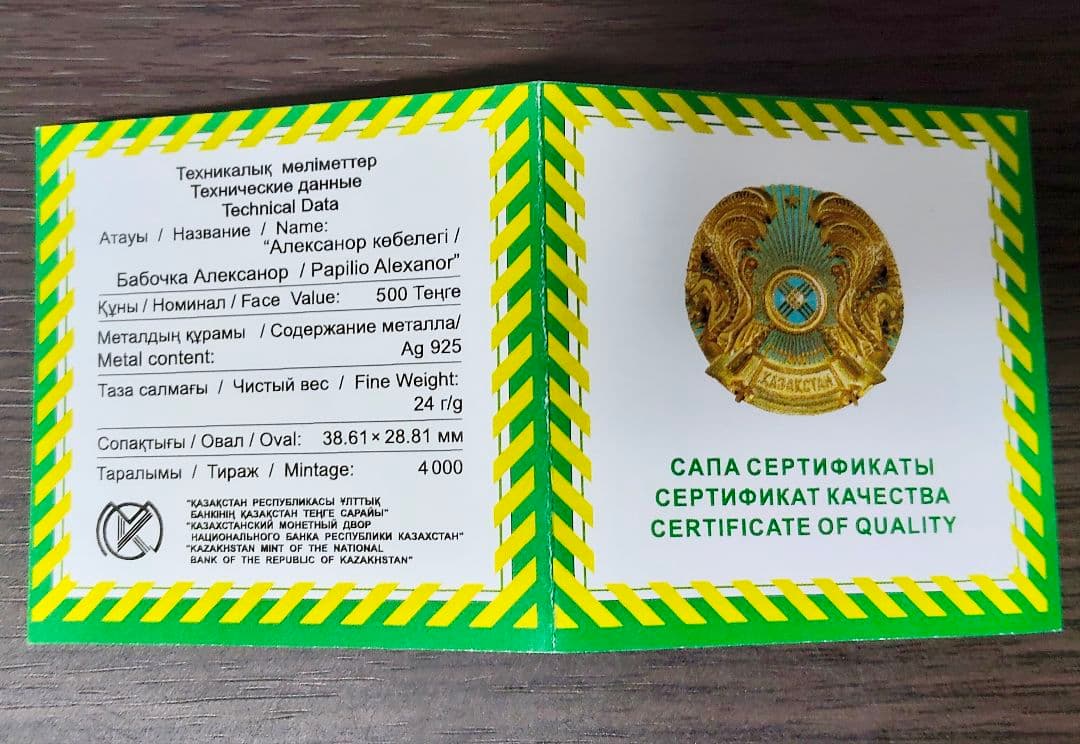 Техникалық мәліметтер
Технические данные
Technical Data
Атауы / Название / Name:
“Алексанор көбелегі /
Бабочка Алексанор / Papilio Alexanor”
Құны / Номинал / Face Value: 500 Теңге
Металдың құрамы / Содержание металла/
Metal content: Ag 925
Таза салмағы / Чистый вес / Fine Weight:
24 г/g
Сопақтығы / Овал / Oval: 38.61 × 28.81 мм
Таралымы / Тираж / Mintage: 4 000
"ҚАЗАҚСТАН РЕСПУБЛИКАСЫ ҰЛТТЫҚ
БАНКІНІҢ ҚАЗАҚСТАН ТЕҢГЕ САРАЙЫ"
"КАЗАХСТАНСКИЙ МОНЕТНЫЙ ДВОР
НАЦИОНАЛЬНОГО БАНКА РЕСПУБЛИКИ КАЗАХСТАН"
"KAZAKHSTAN MINT OF THE NATIONAL
BANK OF THE REPUBLIC OF KAZAKHSTAN"
ҚАЗАҚСТАН
САПА СЕРТИФИКАТЫ
СЕРТИФИКАТ КАЧЕСТВА
CERTIFICATE OF QUALITY